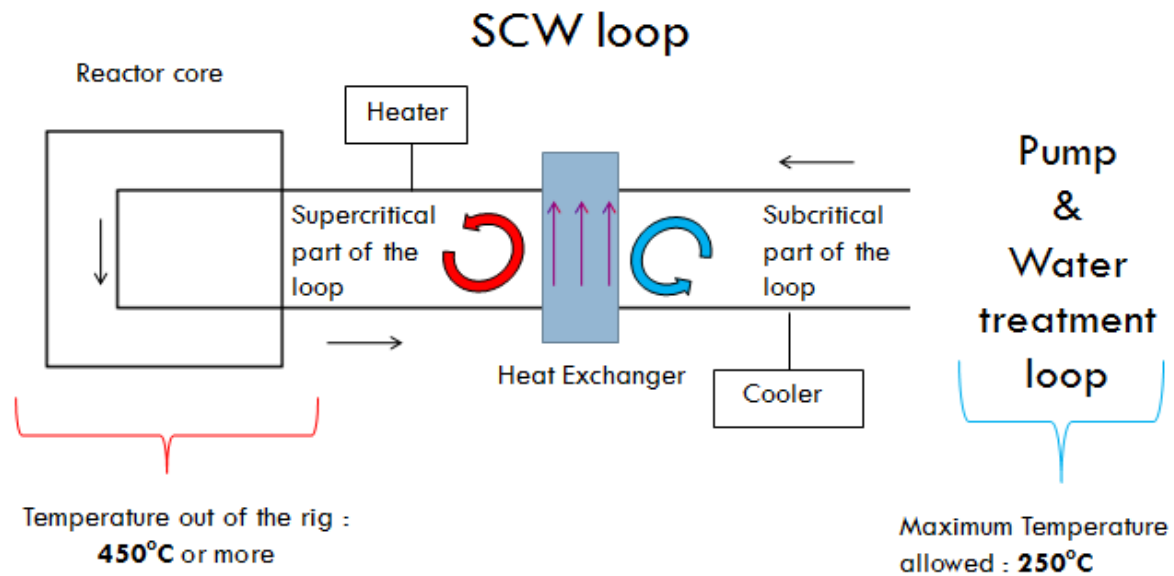 SCW loop
Reactor core
Heater
Supercritical
part of the
loop
Subcritical
part of the
loop
Pump
&
Water
treatment
loop
Heat Exchanger
Cooler
Temperature out of the rig :
450°C or more
Maximum Temperature
allowed : 250°C